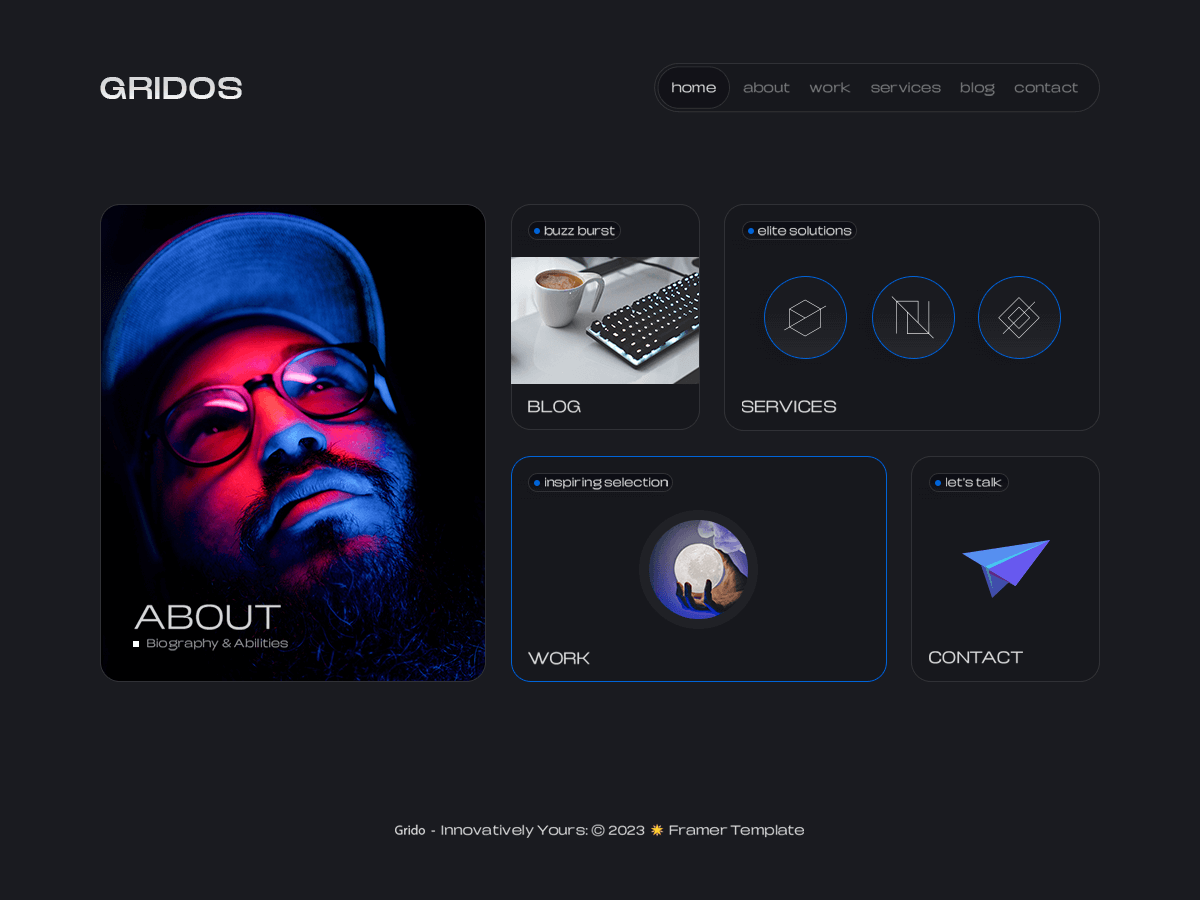 GRIDOS
home about work services blog contact
buzz burst
BLOG
elite solutions
SERVICES
ABOUT
Biography & Abilities
inspiring selection
WORK
let's talk
CONTACT
Grido - Innovatively Yours: © 2023 ✴️ Framer Template